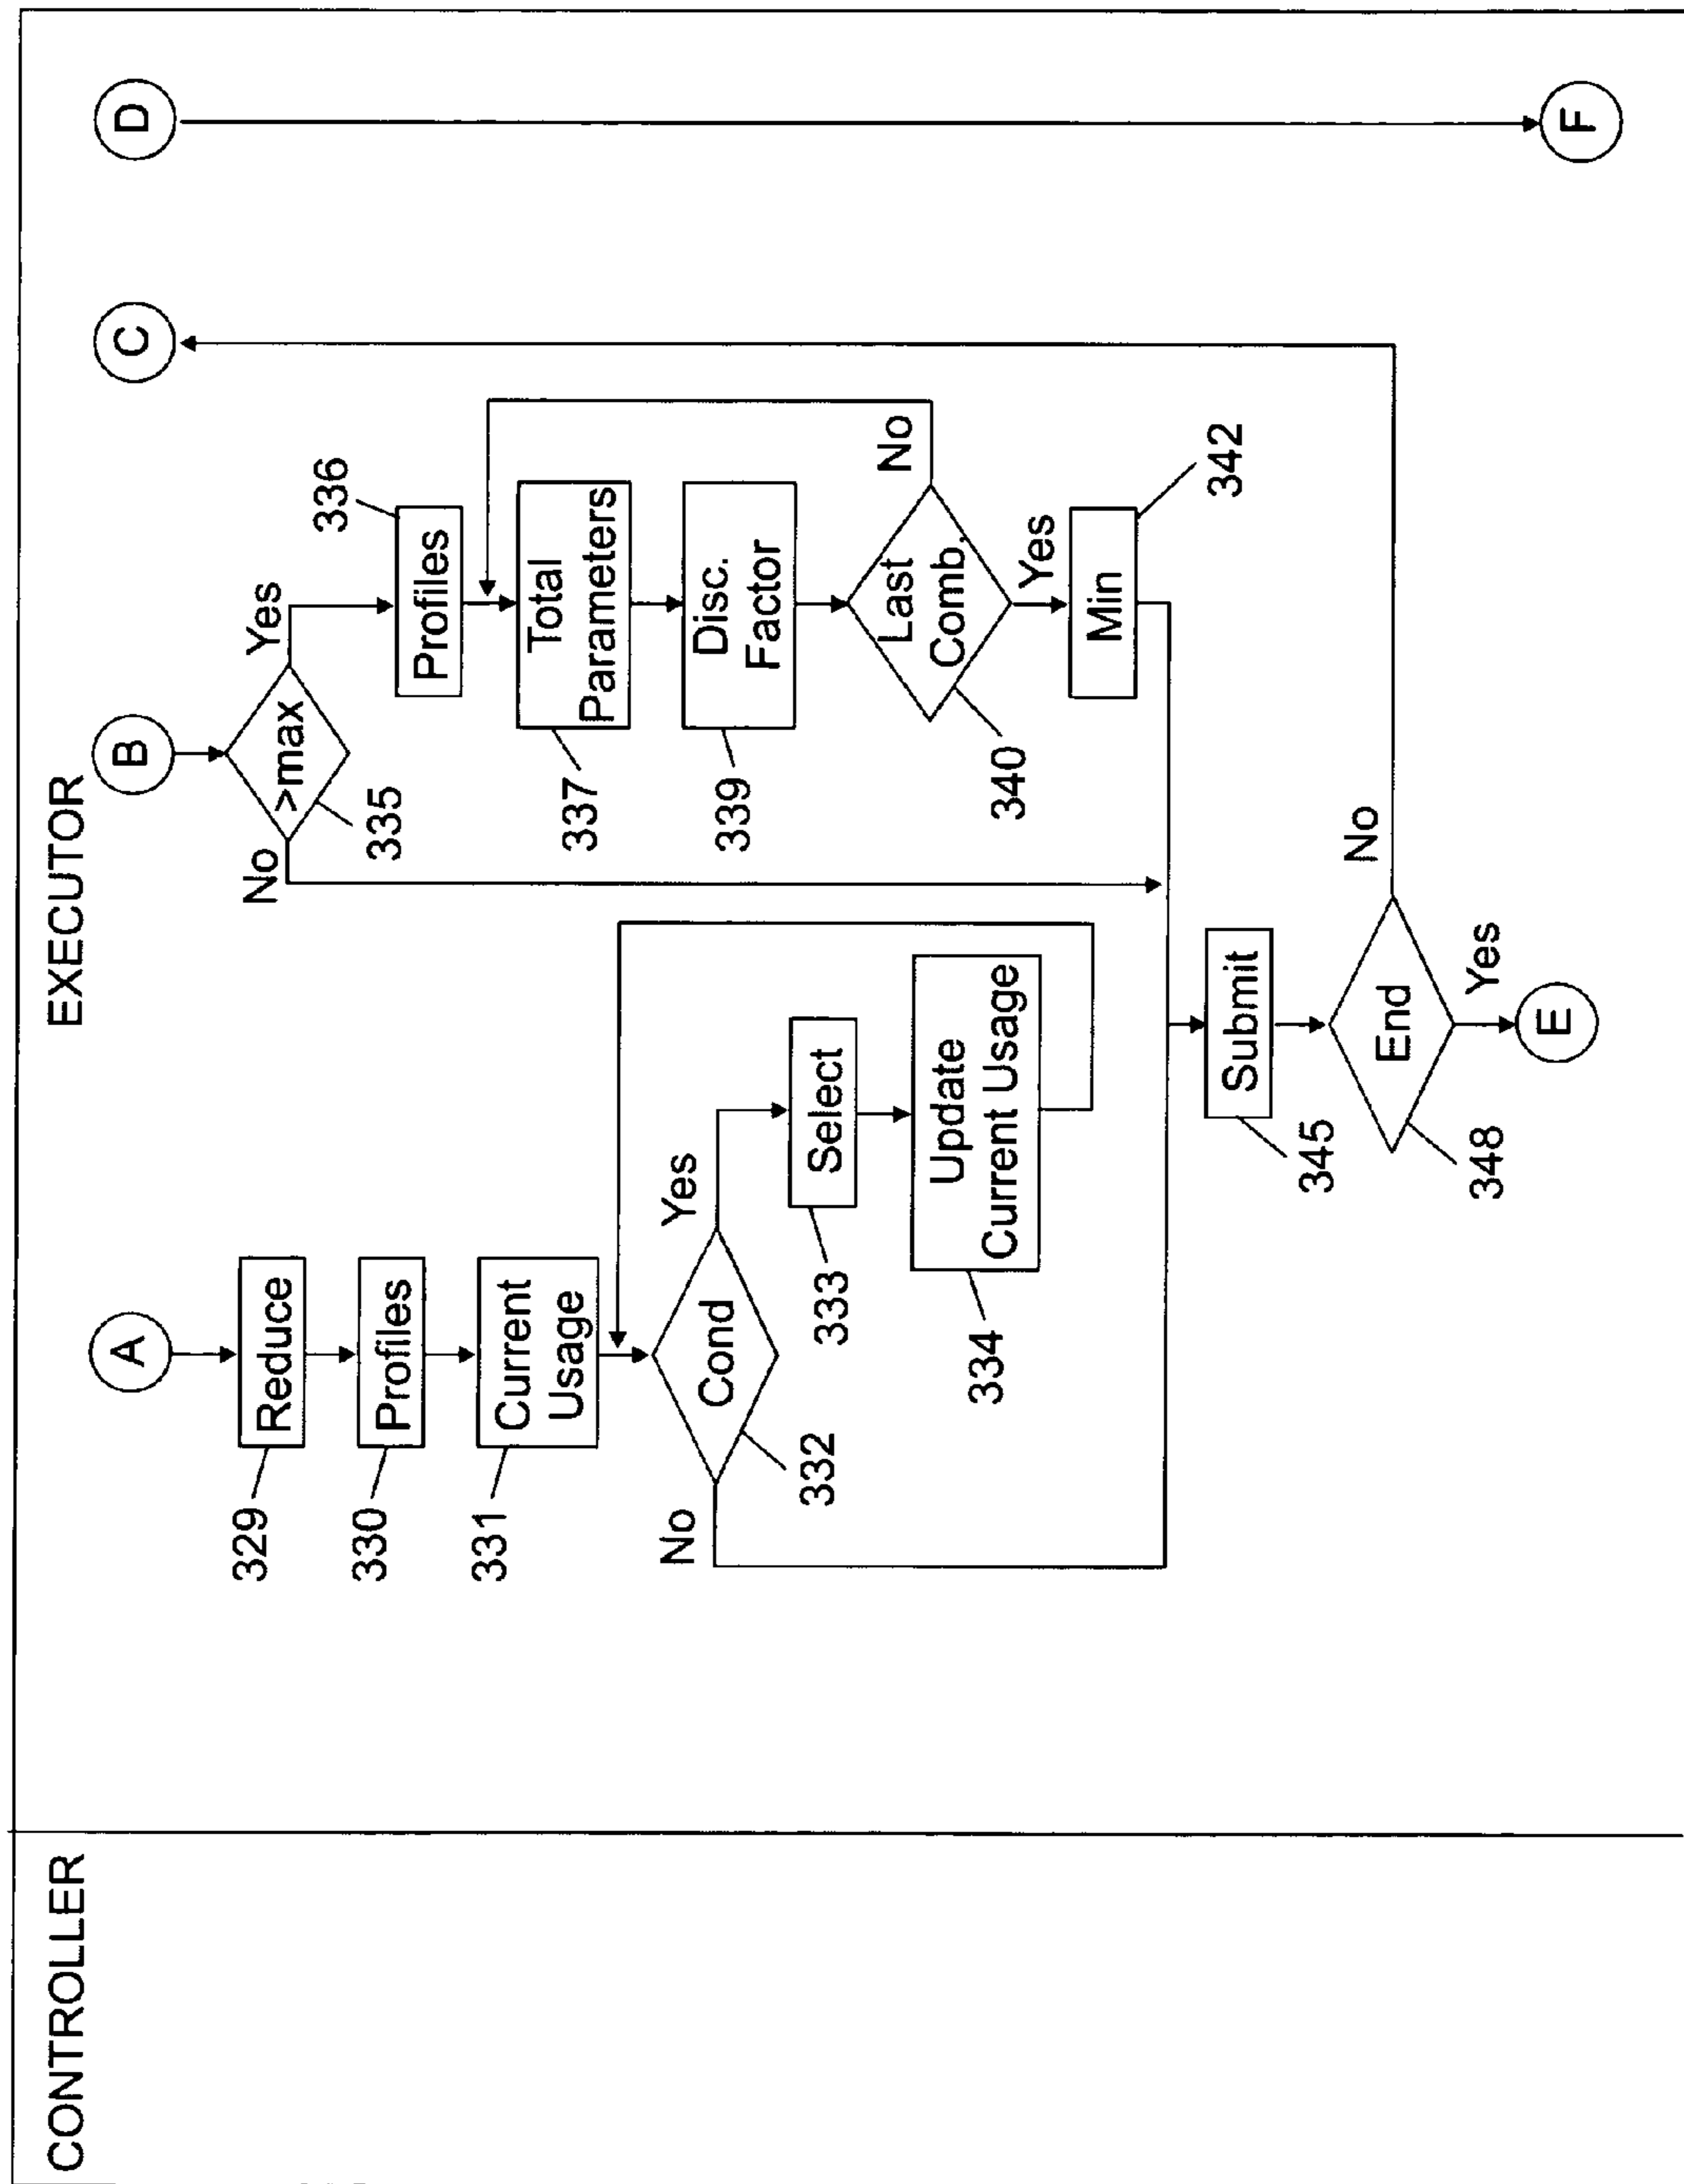 CONTROLLER
EXECUTOR
A
B
C
D
Reduce
329
Profiles
330
Current
Usage
331
Cond
332
Yes
No
Select
333
Update
Current Usage
334
>max
335
Yes
No
Profiles
336
Total
Parameters
337
Disc.
Factor
339
Last
Comb.
340
No
Yes
Min
342
Submit
345
End
348
No
Yes
E
F